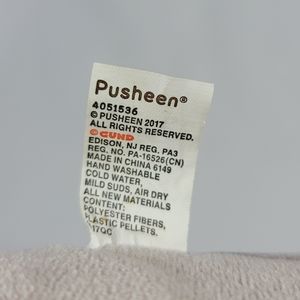 Pusheen®
4051536
© PUSHEEN 2017
ALL RIGHTS RESERVED.
© GUND
EDISON, NJ REG. PA3
REG. NO. PA-16526(CN)
MADE IN CHINA 6149
HAND WASHABLE
COLD WATER,
MILD SUDS, AIR DRY
ALL NEW MATERIALS
CONTENT:
POLYESTER FIBERS,
PLASTIC PELLETS.
17QC